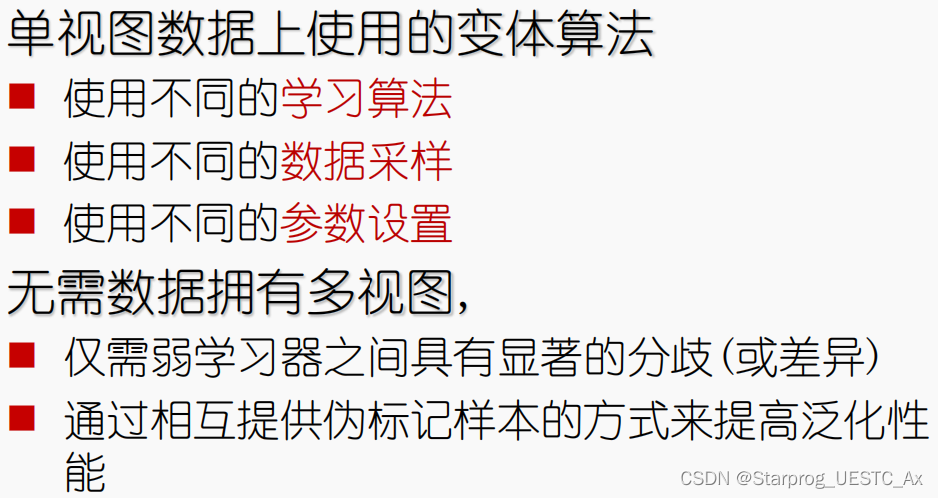 单视图数据上使用的变体算法
使用不同的学习算法
使用不同的数据采样
使用不同的参数设置
无需数据拥有多视图，
仅需弱学习器之间具有显著的分歧(或差异)
通过相互提供伪标记样本的方式来提高泛化性
能
CSDN @Starprog_UESTC_Ax